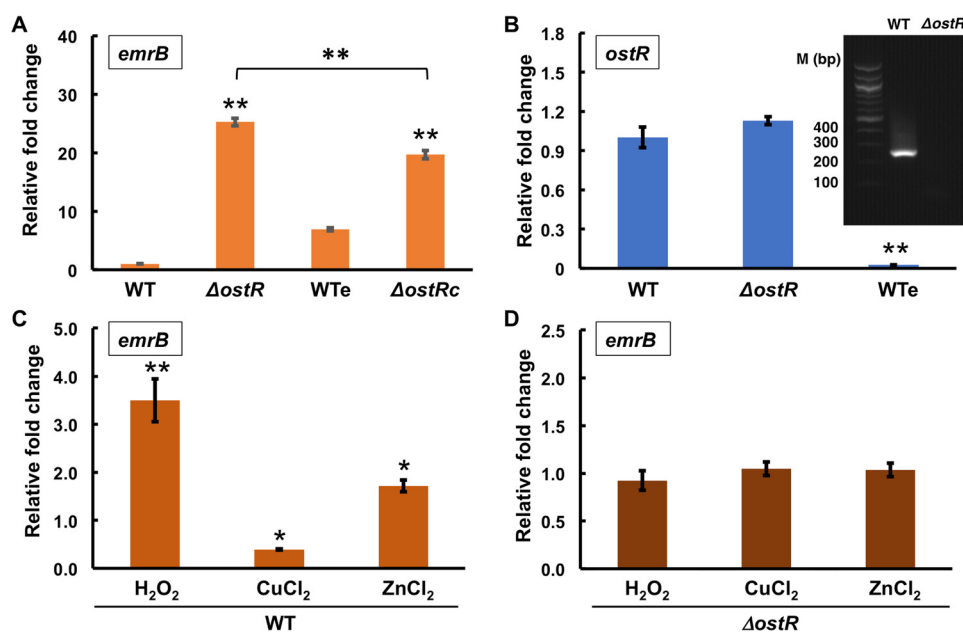 A
emrB
Relative fold change
40
30
20
10
0
**
**
**
WT
ΔostR
WTe
ΔostRc
B
ostR
Relative fold change
1.8
1.5
1.2
0.9
0.6
0.3
0
**
WT
ΔostR
WTe
WT ΔostR
M (bp)
400
300
200
100
C
emrB
Relative fold change
5.0
4.0
3.0
2.0
1.0
0.0
**
*
*
H₂O₂
CuCl₂
ZnCl₂
WT
D
emrB
Relative fold change
2.5
2.0
1.5
1.0
0.5
0.0
H₂O₂
CuCl₂
ZnCl₂
ΔostR